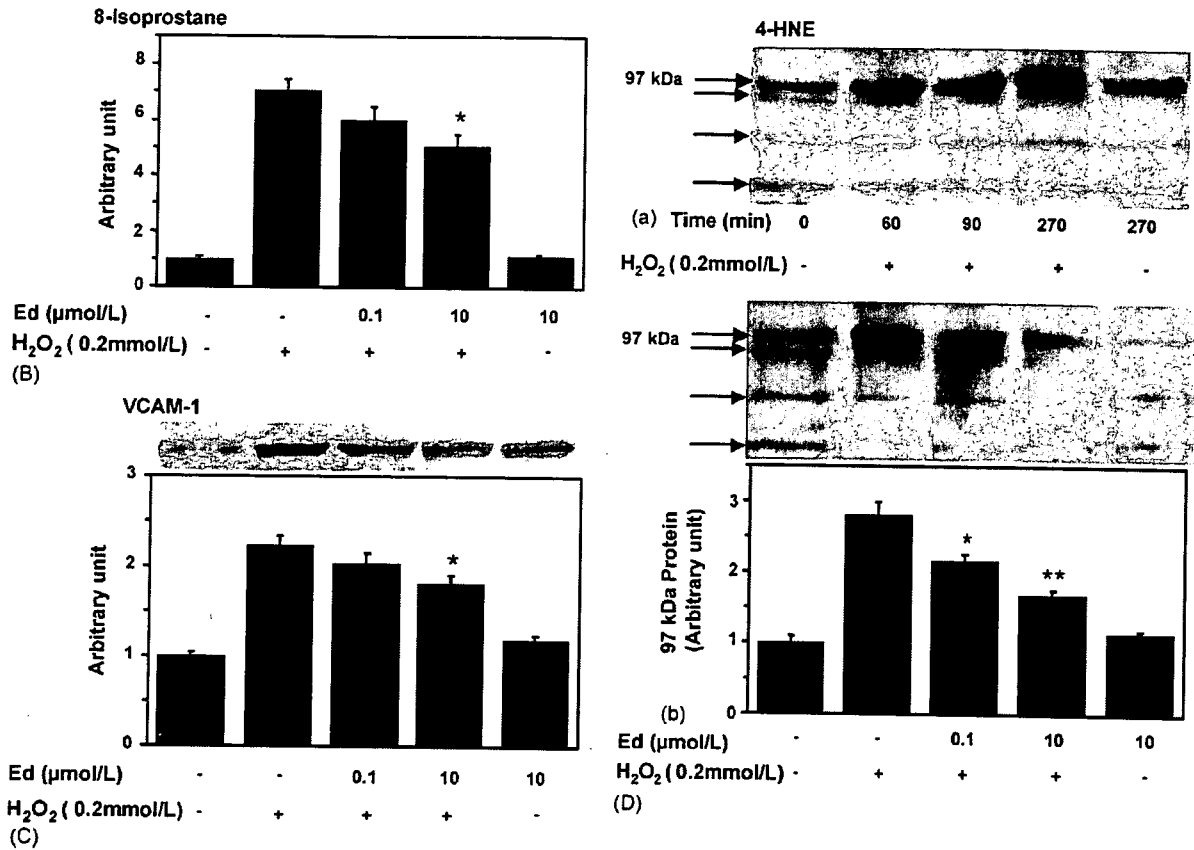 8-Isoprostane
8
6
4
2
0
Arbitrary unit
*
Ed (μmol/L) - - 0.1 10 10
H₂O₂ ( 0.2mmol/L) - + + + -
(B)
VCAM-1
3
2
1
0
Arbitrary unit
*
Ed (μmol/L) - - 0.1 10 10
H₂O₂ ( 0.2mmol/L) - + + + -
(C)
4-HNE
97 kDa
(a) Time (min) 0 60 90 270 270
H₂O₂ ( 0.2mmol/L) - + + + -
97 kDa
3
2
1
0
97 kDa Protein
(Arbitrary unit)
*
**
(b)
Ed (μmol/L) - - 0.1 10 10
H₂O₂ ( 0.2mmol/L) - + + + -
(D)